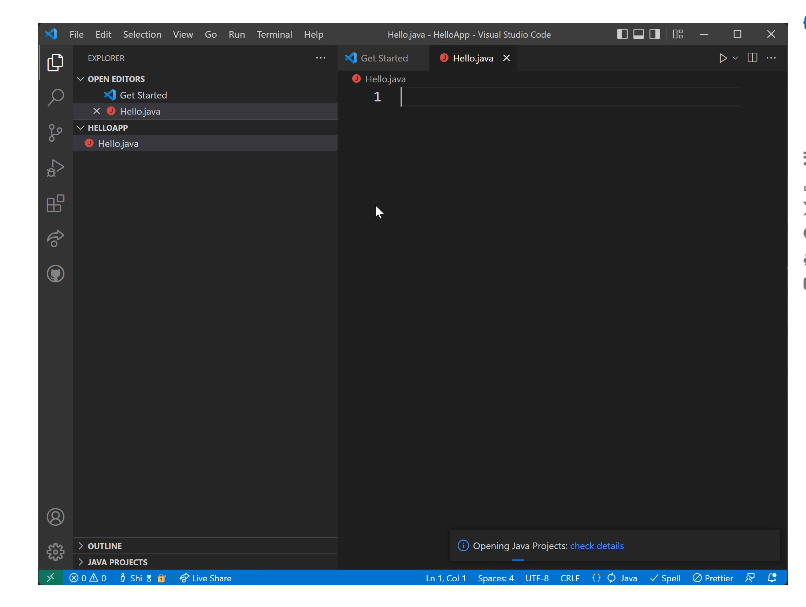 File Edit Selection View Go Run Terminal Help Hello.java - HelloApp - Visual Studio Code
EXPLORER
Get Started
Hello.java
OPEN EDITORS
Get Started
Hello.java
HELLOAPP
Hello.java
Hello.java
1
Opening Java Projects: check details
OUTLINE
JAVA PROJECTS
0 0 Shi Live Share Ln 1, Col 1 Spaces: 4 UTF-8 CRLF {} Java Spell Prettier